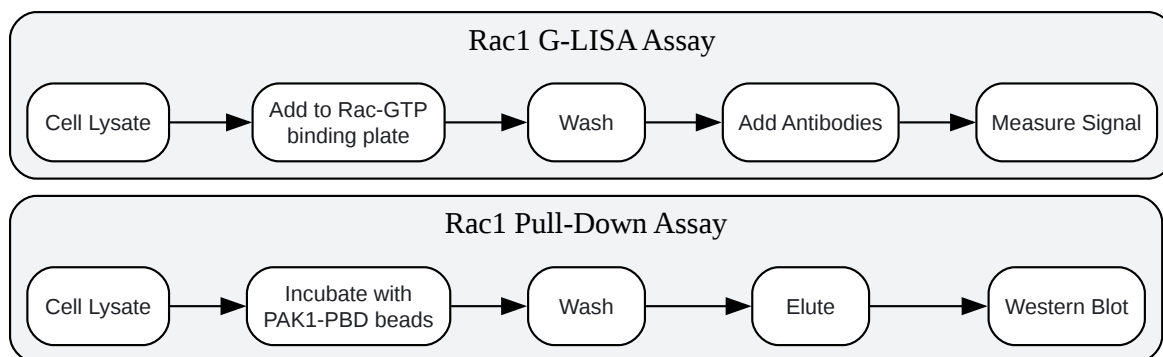 Rac1 G-LISA Assay
Cell Lysate
Add to Rac-GTP
binding plate
Wash
Add Antibodies
Measure Signal
Rac1 Pull-Down Assay
Cell Lysate
Incubate with
PAK1-PBD beads
Wash
Elute
Western Blot